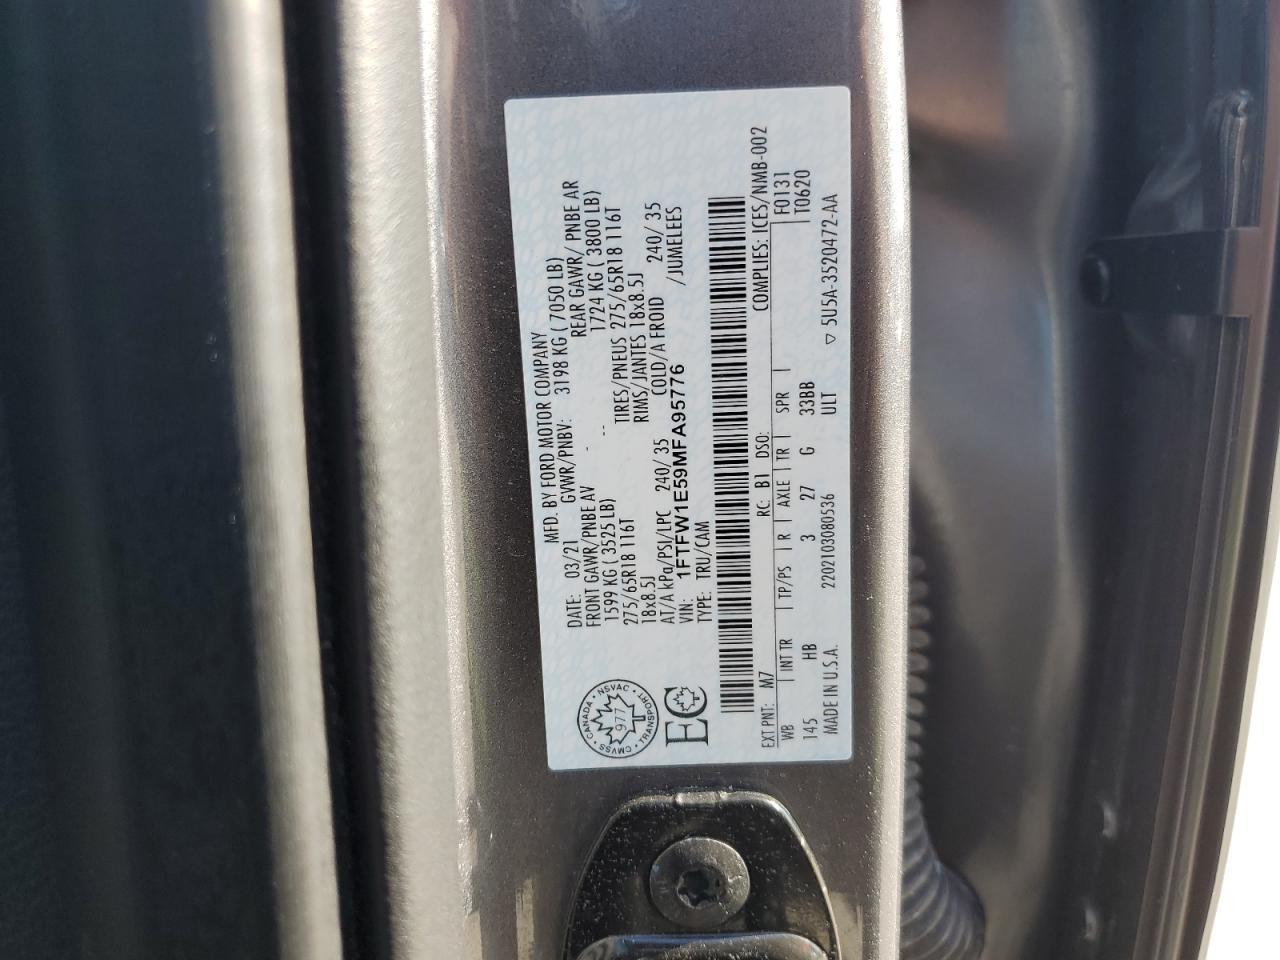 MFD. BY FORD MOTOR COMPANY
DATE: 03/21 GVWR/PNBV: 3198 KG ( 7050 LB)
FRONT GAWR/PNBE AV - REAR GAWR/ PNBE AR
1599 KG ( 3525 LB) 1724 KG ( 3800 LB)
275/65R18 116T -- TIRES/PNEUS 275/65R18 116T
18x8.5J RIMS/JANTES 18x8.5J
AT/A kPa/PSI/LPC 240/ 35 COLD/A FROID 240/ 35
VIN: 1FTFW1E59MFA95776 /JUMELEES
TYPE: TRU/CAM
CANADA • NSVAC • TRANSPORT • CMVSS •
977
EC
EXT PNT: M7 RC: B1 DSO: COMPLIES: ICES/NMB-002
WB INT TR TP/PS R AXLE TR SPR F0131
145 HB 3 27 G 33BB T0620
MADE IN U.S.A. 220210308053​6 ULT ▽ 5U5A-3520472-AA